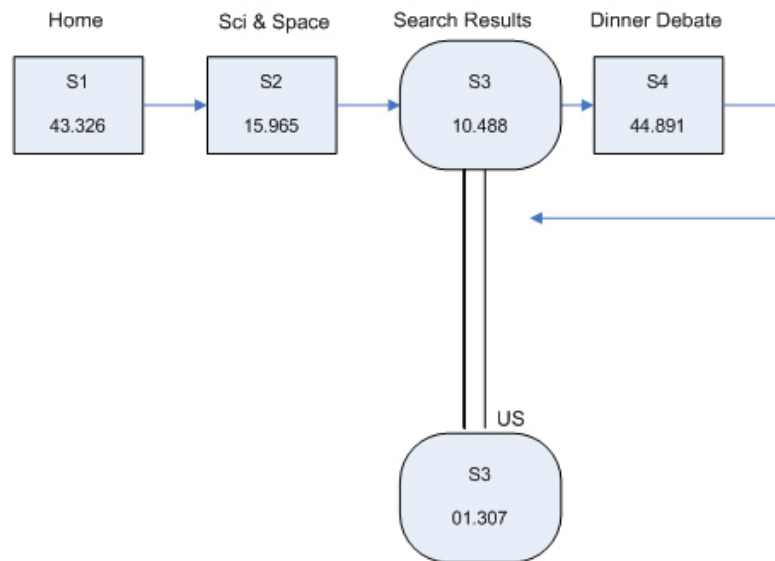 Home
Sci & Space
Search Results
Dinner Debate
S1
43.326
S2
15.965
S3
10.488
S4
44.891
US
S3
01.307